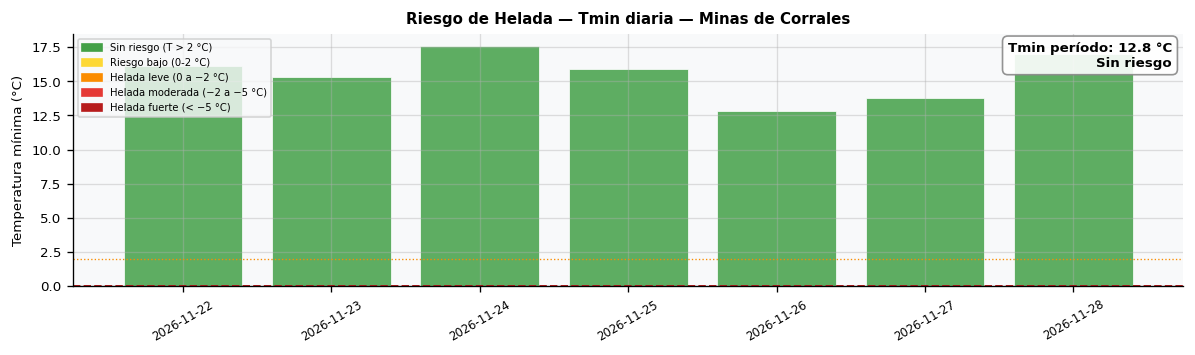 Riesgo de Helada — Tmin diaria — Minas de Corrales
Temperatura mínima (°C)
17.5
15.0
12.5
10.0
7.5
5.0
2.5
0.0
Sin riesgo (T > 2 °C)
Riesgo bajo (0-2 °C)
Helada leve (0 a −2 °C)
Helada moderada (−2 a −5 °C)
Helada fuerte (< −5 °C)
Tmin período: 12.8 °C
Sin riesgo
2026-11-22
2026-11-23
2026-11-24
2026-11-25
2026-11-26
2026-11-27
2026-11-28